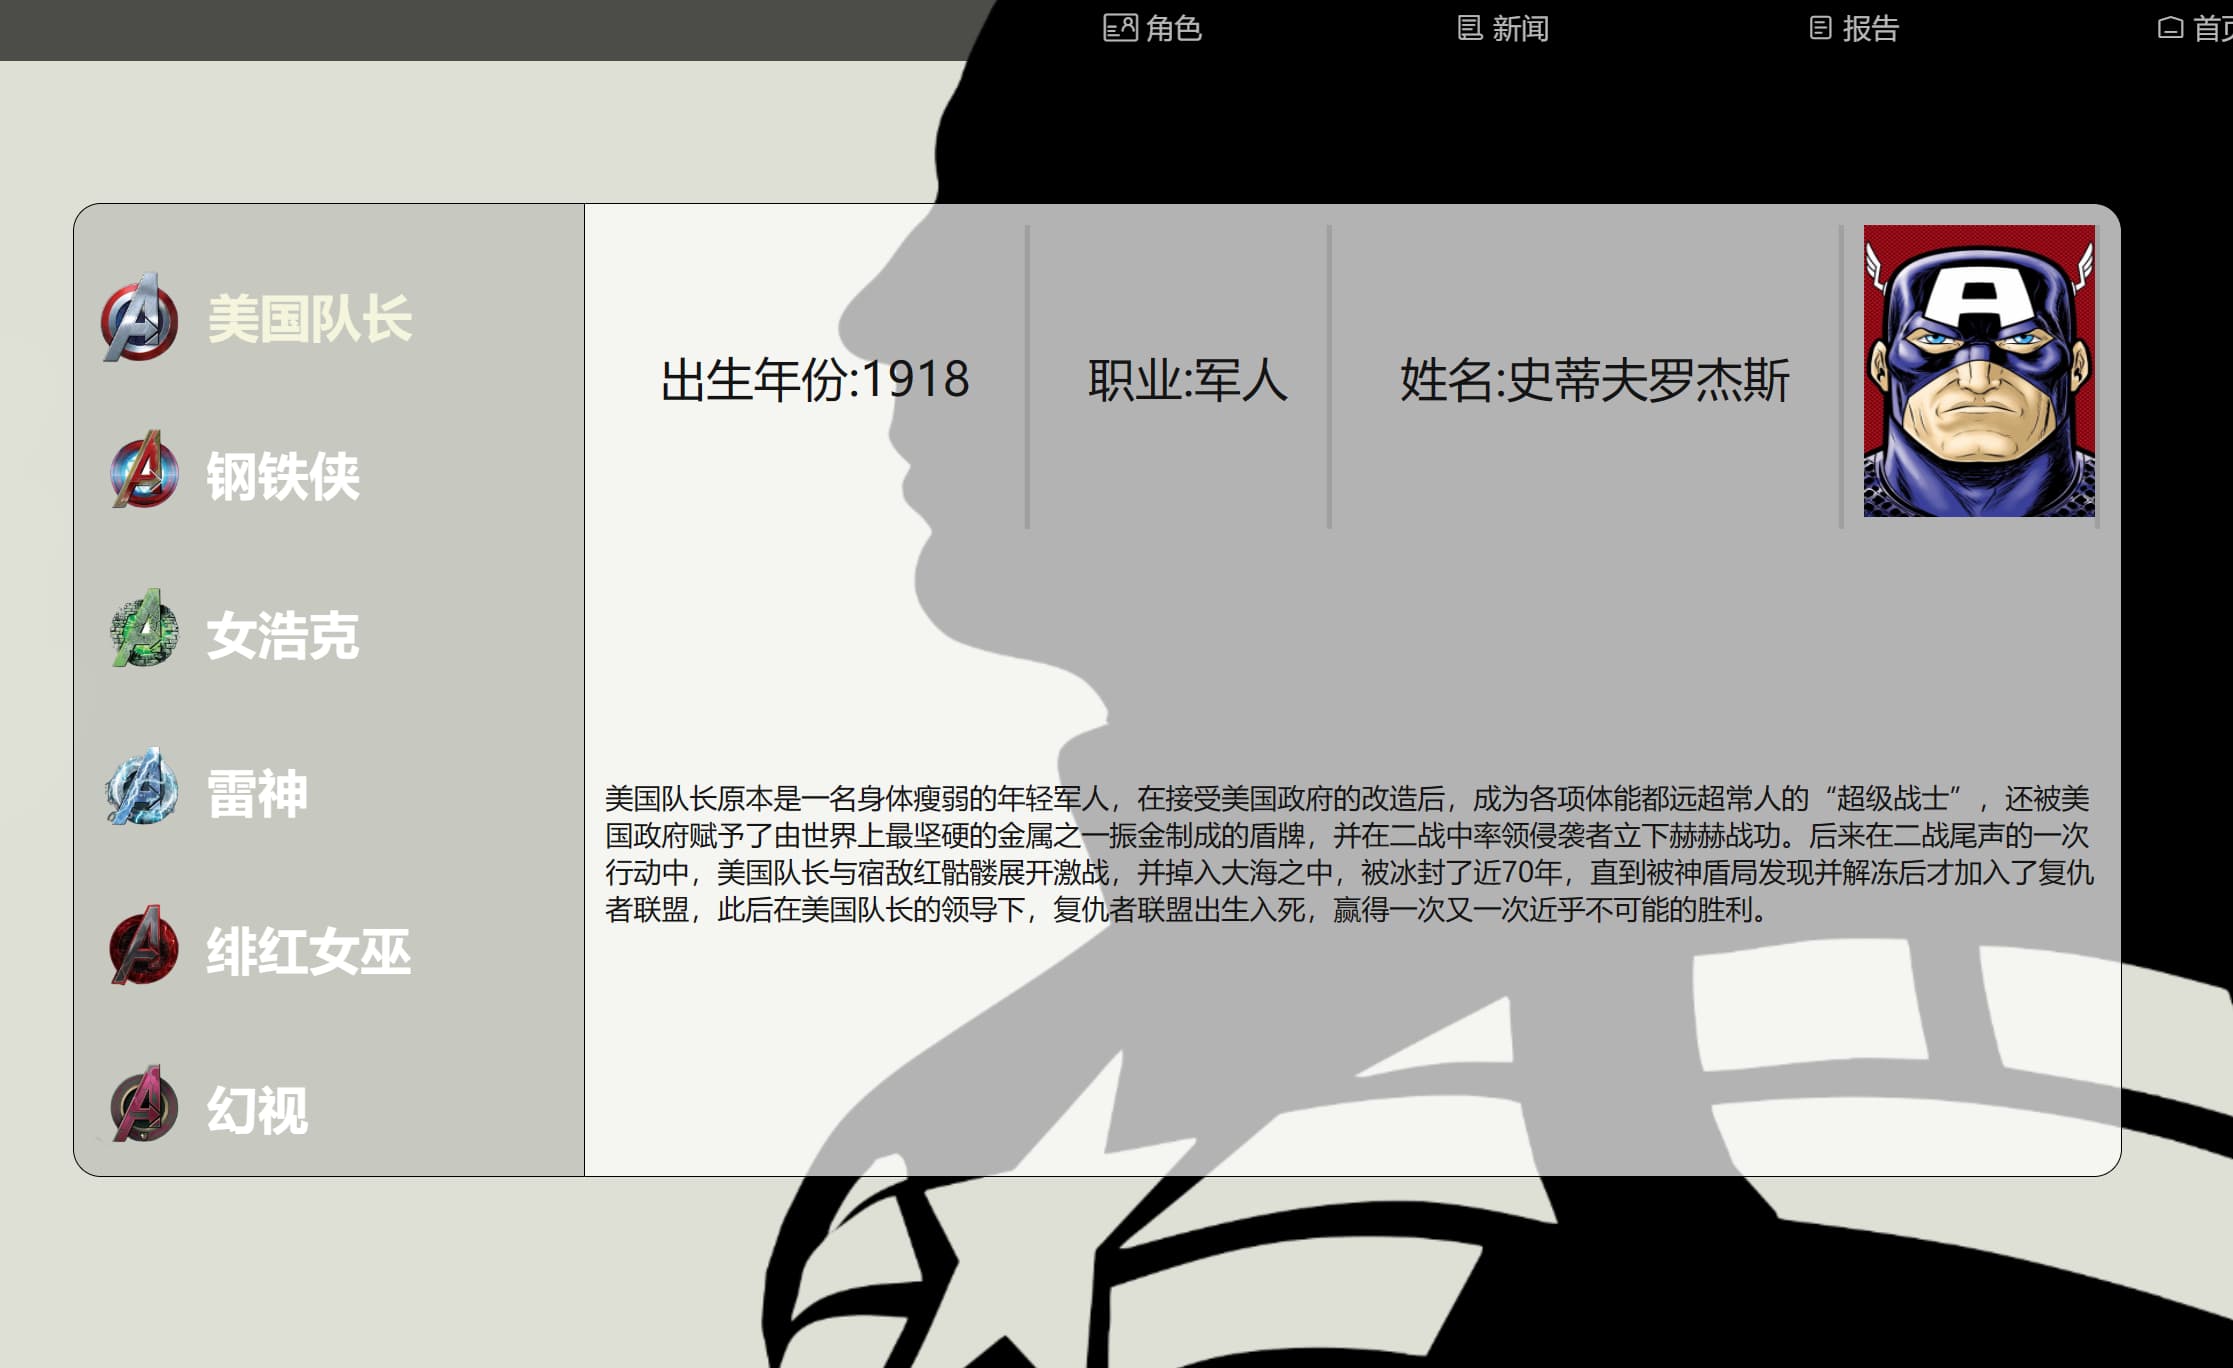 角色
新闻
报告
首页
美国队长
钢铁侠
女浩克
雷神
绯红女巫
幻视
出生年份:1918
职业:军人
姓名:史蒂夫罗杰斯
美国队长原本是一名身体瘦弱的年轻军人，在接受美国政府的改造后，成为各项体能都远超常人的“超级战士”，还被美
国政府赋予了由世界上最坚硬的金属之一振金制成的盾牌，并在二战中率领侵袭者立下赫赫战功。后来在二战尾声的一次
行动中，美国队长与宿敌红骷髅展开激战，并掉入大海之中，被冰封了近70年，直到被神盾局发现并解冻后才加入了复仇
者联盟，此后在美国队长的领导下，复仇者联盟出生入死，赢得一次又一次近乎不可能的胜利。